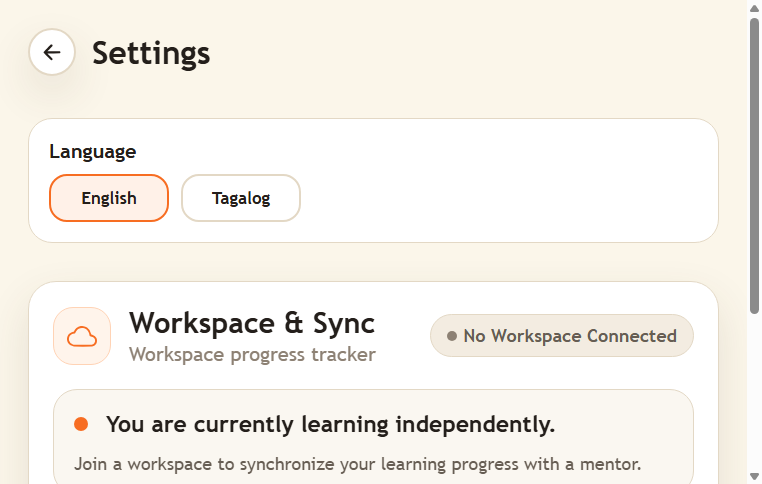 Settings
Language
English
Tagalog
Workspace & Sync
Workspace progress tracker
No Workspace Connected
You are currently learning independently.
Join a workspace to synchronize your learning progress with a mentor.